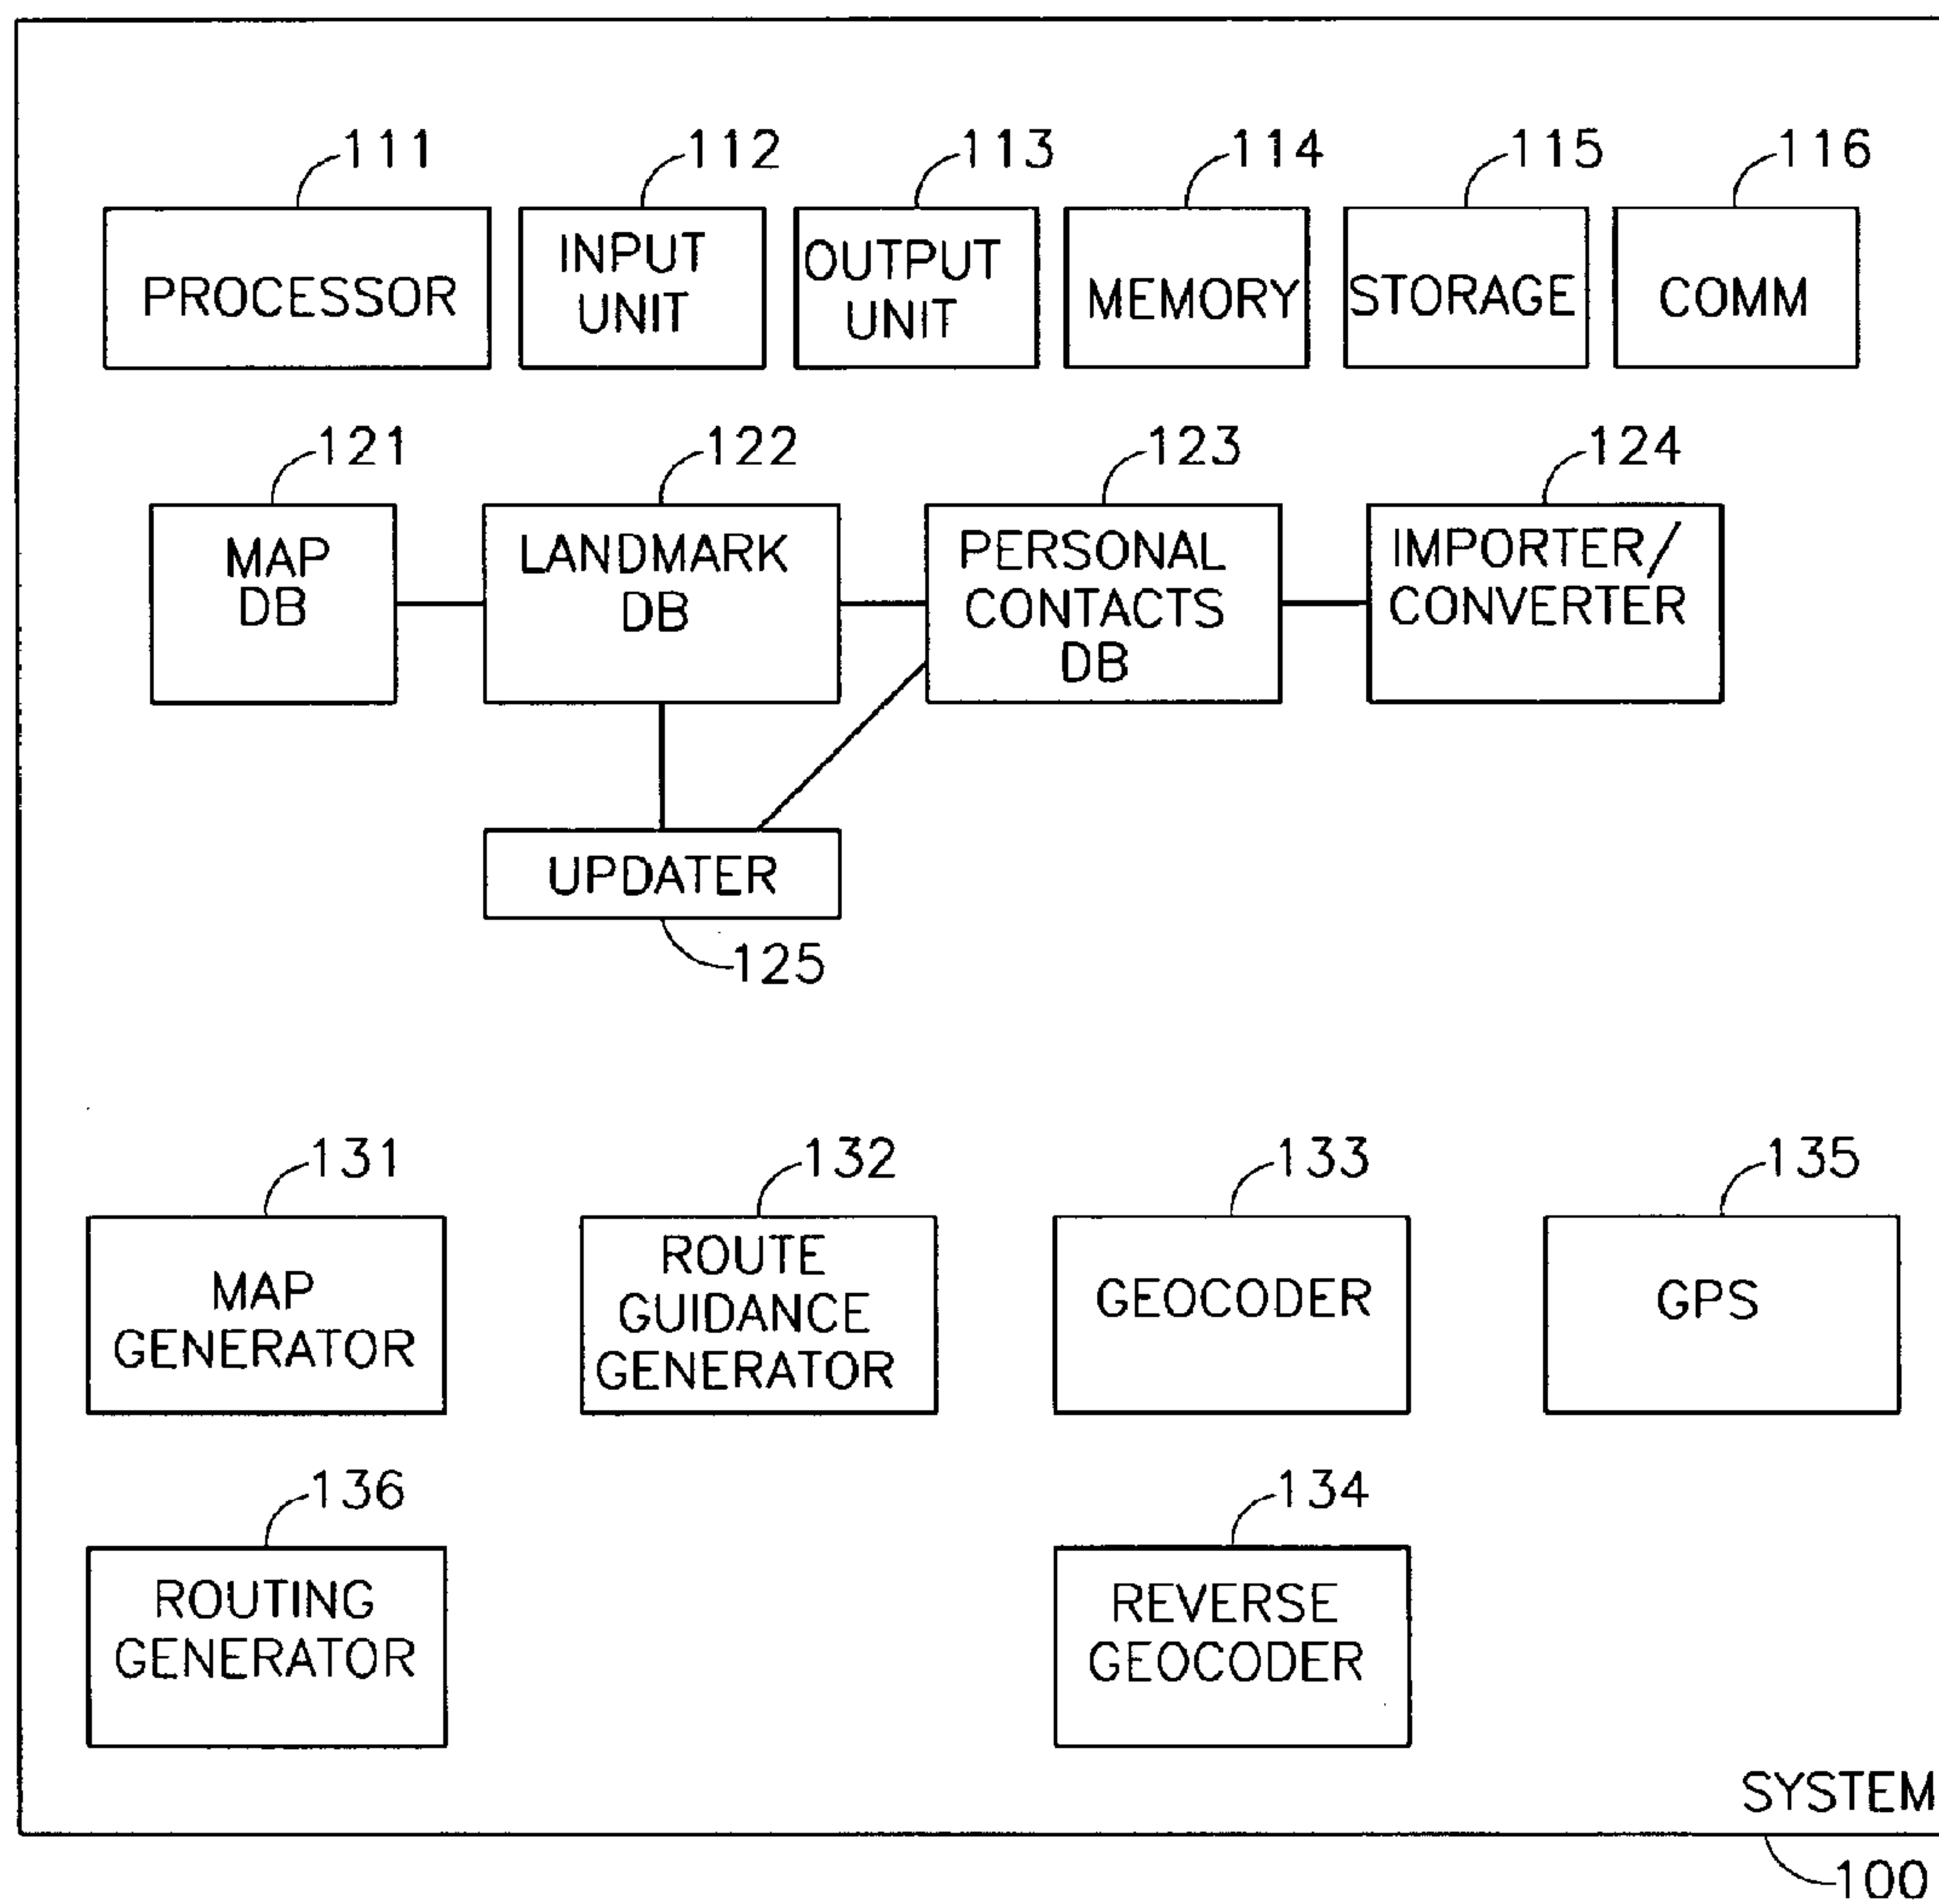 111 112 113 114 115 116
PROCESSOR
INPUT
UNIT
OUTPUT
UNIT
MEMORY
STORAGE
COMM
121 122 123 124
MAP
DB
LANDMARK
DB
PERSONAL
CONTACTS
DB
IMPORTER/
CONVERTER
UPDATER
125
131 132 133 135
MAP
GENERATOR
ROUTE
GUIDANCE
GENERATOR
GEOCODER
GPS
136 134
ROUTING
GENERATOR
REVERSE
GEOCODER
SYSTEM
100